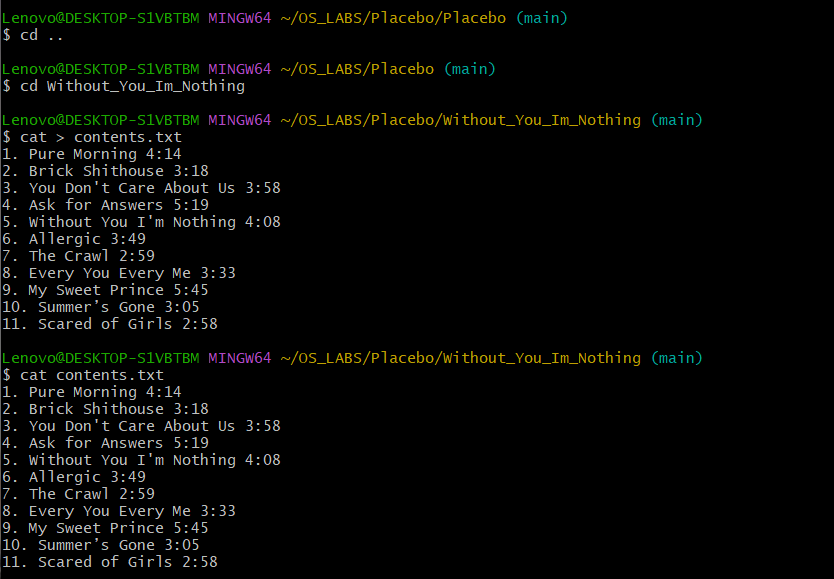 Lenovo@DESKTOP-S1VBTBM MINGW64 ~/OS_LABS/Placebo/Placebo (main)
$ cd ..
Lenovo@DESKTOP-S1VBTBM MINGW64 ~/OS_LABS/Placebo (main)
$ cd Without_You_Im_Nothing
Lenovo@DESKTOP-S1VBTBM MINGW64 ~/OS_LABS/Placebo/Without_You_Im_Nothing (main)
$ cat > contents.txt
1. Pure Morning 4:14
2. Brick Shithouse 3:18
3. You Don't Care About Us 3:58
4. Ask for Answers 5:19
5. Without You I'm Nothing 4:08
6. Allergic 3:49
7. The Crawl 2:59
8. Every You Every Me 3:33
9. My Sweet Prince 5:45
10. Summer’s Gone 3:05
11. Scared of Girls 2:58
Lenovo@DESKTOP-S1VBTBM MINGW64 ~/OS_LABS/Placebo/Without_You_Im_Nothing (main)
$ cat contents.txt
1. Pure Morning 4:14
2. Brick Shithouse 3:18
3. You Don't Care About Us 3:58
4. Ask for Answers 5:19
5. Without You I'm Nothing 4:08
6. Allergic 3:49
7. The Crawl 2:59
8. Every You Every Me 3:33
9. My Sweet Prince 5:45
10. Summer’s Gone 3:05
11. Scared of Girls 2:58